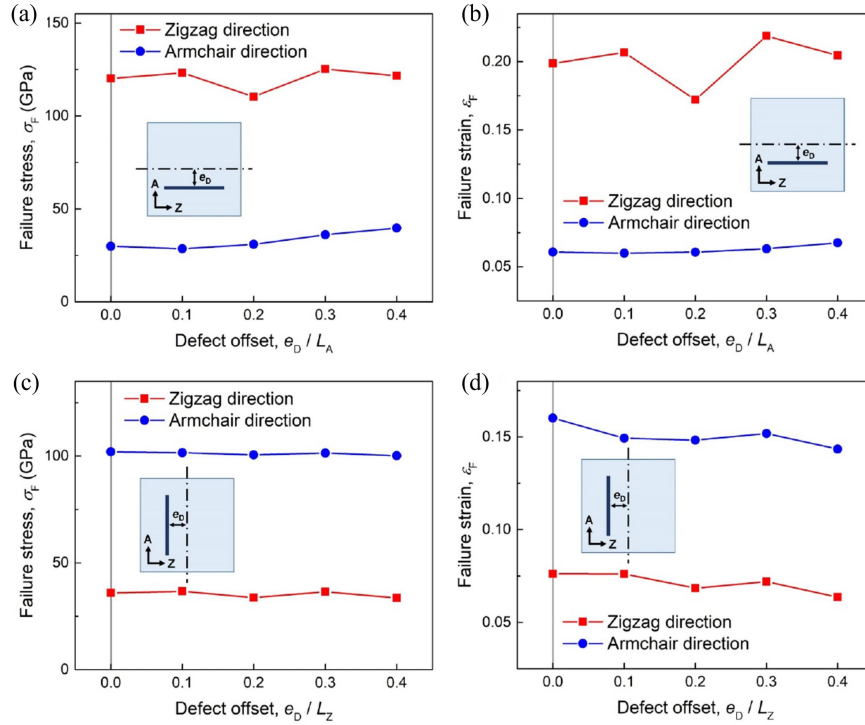 (a)
150
100
50
0
Failure stress, σF (GPa)
Zigzag direction
Armchair direction
eD
A
Z
0.0 0.1 0.2 0.3 0.4
Defect offset, eD / LA
(b)
0.20
0.15
0.10
0.05
Failure strain, εF
eD
A
Z
Zigzag direction
Armchair direction
0.0 0.1 0.2 0.3 0.4
Defect offset, eD / LA
(c)
100
50
0
Failure stress, σF (GPa)
Zigzag direction
Armchair direction
eD
A
Z
0.0 0.1 0.2 0.3 0.4
Defect offset, eD / LZ
(d)
0.20
0.15
0.10
0.05
Failure strain, εF
eD
A
Z
Zigzag direction
Armchair direction
0.0 0.1 0.2 0.3 0.4
Defect offset, eD / LZ